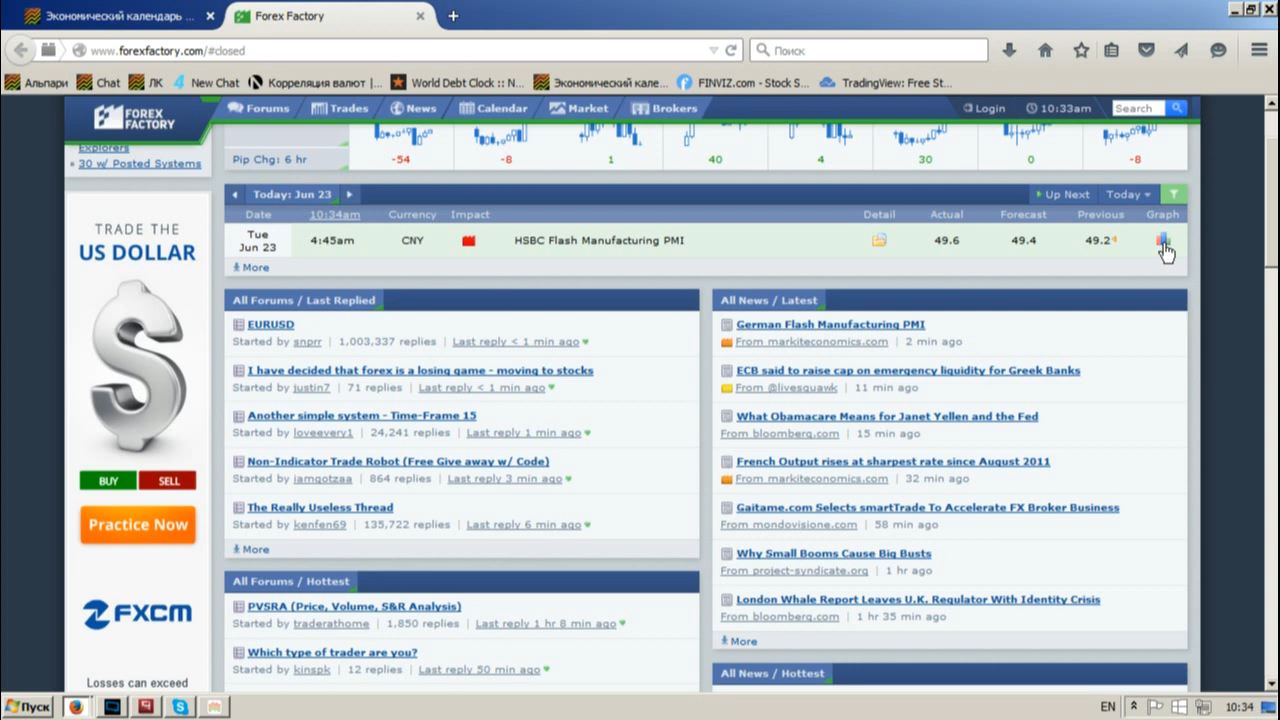 Экономический календарь ...
Forex Factory
www.forexfactory.com/#closed
Поиск
Альпари
Chat
ЛК
New Chat
Корреляция валют |...
World Debt Clock :: N...
Экономический кале...
FINVIZ.com - Stock S...
TradingView: Free St...
FOREX FACTORY
Forums
Trades
News
Calendar
Market
Brokers
Login
10:33am
Search
Explorers
30 w/ Posted Systems
Pip Chg: 6 hr
-54 -8 1 40 4 30 0 -8
Today: Jun 23
Up Next
Today
Date 10:34am Currency Impact Detail Actual Forecast Previous Graph
Tue
Jun 23
4:45am CNY HSBC Flash Manufacturing PMI 49.6 49.4 49.2
More
TRADE THE
US DOLLAR
$
BUY SELL
Practice Now
FXCM
Losses can exceed
All Forums / Last Replied
EURUSD
Started by snprr | 1,003,337 replies | Last reply < 1 min ago
I have decided that forex is a losing game - moving to stocks
Started by justin7 | 71 replies | Last reply < 1 min ago
Another simple system - Time-Frame 15
Started by loveevery1 | 24,241 replies | Last reply 1 min ago
Non-Indicator Trade Robot (Free Give away w/ Code)
Started by iamgotzaa | 864 replies | Last reply 3 min ago
The Really Useless Thread
Started by kenfen69 | 135,722 replies | Last reply 6 min ago
More
All Forums / Hottest
PVSRA (Price, Volume, S&R Analysis)
Started by traderathome | 1,850 replies | Last reply 1 hr 8 min ago
Which type of trader are you?
Started by kinspk | 12 replies | Last reply 50 min ago
All News / Latest
German Flash Manufacturing PMI
From markiteconomics.com | 2 min ago
ECB said to raise cap on emergency liquidity for Greek Banks
From @livesquawk | 11 min ago
What Obamacare Means for Janet Yellen and the Fed
From bloomberg.com | 15 min ago
French Output rises at sharpest rate since August 2011
From markiteconomics.com | 32 min ago
Gaitame.com Selects smartTrade To Accelerate FX Broker Business
From mondovisione.com | 58 min ago
Why Small Booms Cause Big Busts
From project-syndicate.org | 1 hr ago
London Whale Report Leaves U.K. Regulator With Identity Crisis
From bloomberg.com | 1 hr 35 min ago
More
All News / Hottest
Пуск
EN
10:34